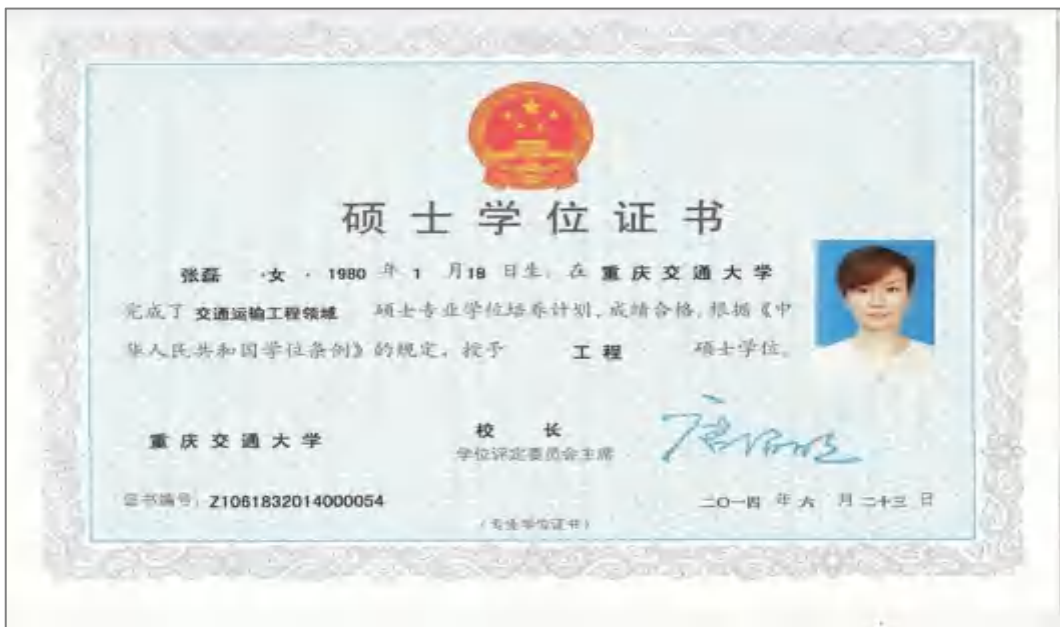 硕士学位证书
张磊 ·女· 1980 年 1 月18 日生，在 重庆交通大学
完成了 交通运输工程领域 硕士专业学位培养计划，成绩合格，根据《中
华人民共和国学位条例》的规定，授予 工程 硕士学位。
重庆交通大学
校长
学位评定委员会主席
证书编号：Z1061832014000054
二〇一四 年 六 月 二十三 日
（专业学位证书）